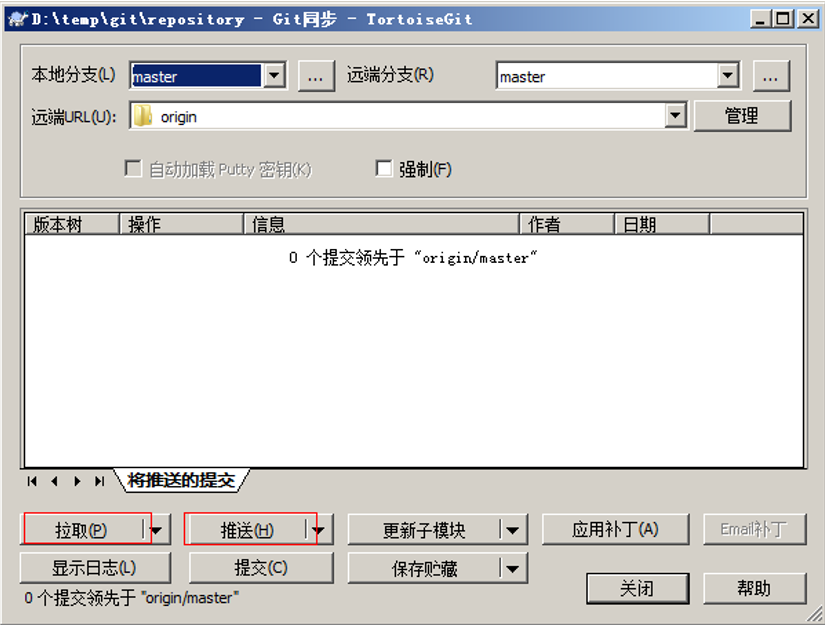 D:\temp\git\repository - Git同步 - TortoiseGit
本地分支(L) master ... 远端分支(R) master ...
远端URL(U): origin 管理
自动加载 Putty 密钥(K) 强制(F)
版本树 操作 信息 作者 日期
0 个提交领先于 "origin/master"
将推送的提交
拉取(P) 推送(H) 更新子模块 应用补丁(A) Email补丁
显示日志(L) 提交(C) 保存贮藏 关闭 帮助
0 个提交领先于 "origin/master"